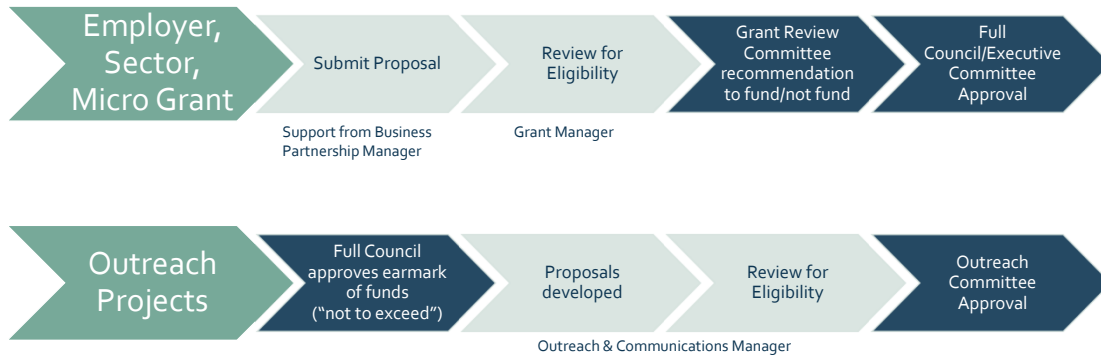 Employer,
Sector,
Micro Grant
Submit Proposal
Review for
Eligibility
Grant Review
Committee
recommendation
to fund/not fund
Full
Council/Executive
Committee
Approval
Support from Business
Partnership Manager
Grant Manager
Outreach
Projects
Full Council
approves earmark
of funds
(“not to exceed”)
Proposals
developed
Review for
Eligibility
Outreach
Committee
Approval
Outreach & Communications Manager